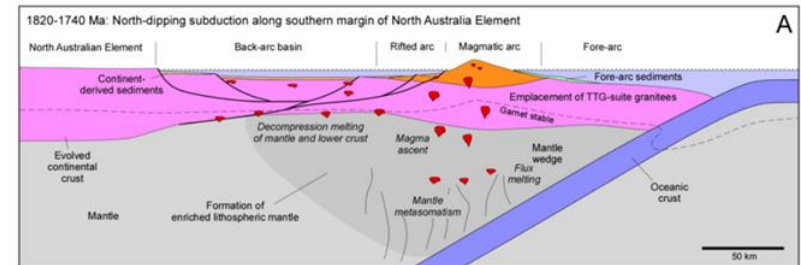 1820-1740 Ma: North-dipping subduction along southern margin of North Australia Element
A
North Australian Element
Back-arc basin
Rifted arc
Magmatic arc
Fore-arc
Continent-
derived sediments
Fore-arc sediments
Emplacement of TTG-suite granitees
Garnet stable
Decompression melting
of mantle and lower crust
Magma
ascent
Mantle
wedge
Flux
melting
Evolved
continental
crust
Oceanic
crust
Formation of
enriched lithospheric mantle
Mantle
metasomatism
Mantle
50 km